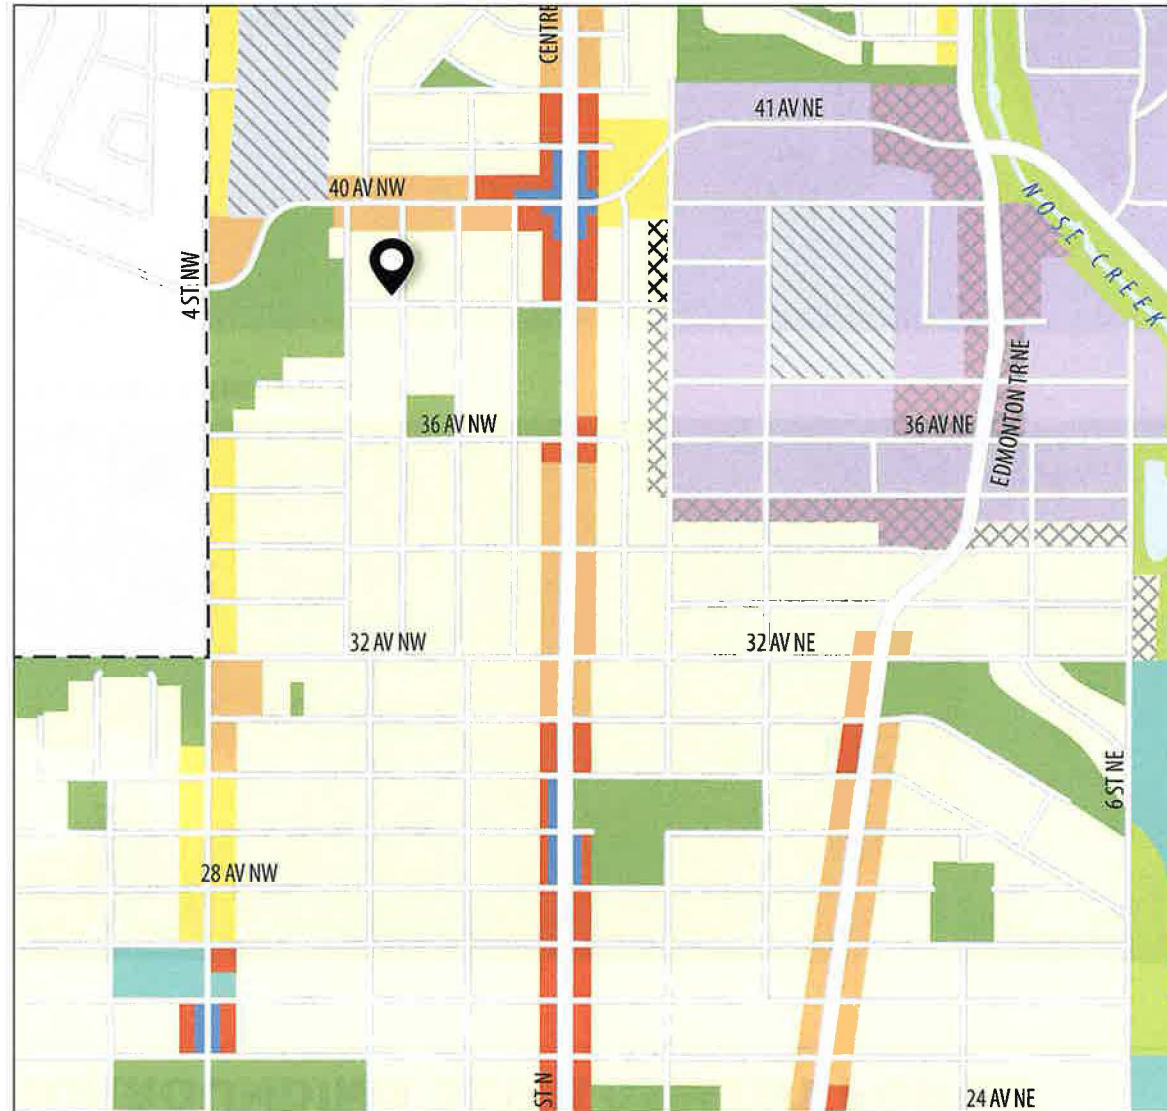 CENTRE
41 AV NE
40 AV NW
NOSE CREEK
4 ST NW
EDMONTON TR NE
36 AV NW
36 AV NE
32 AV NW
32 AV NE
6 ST NE
28 AV NW
ST N
24 AV NE